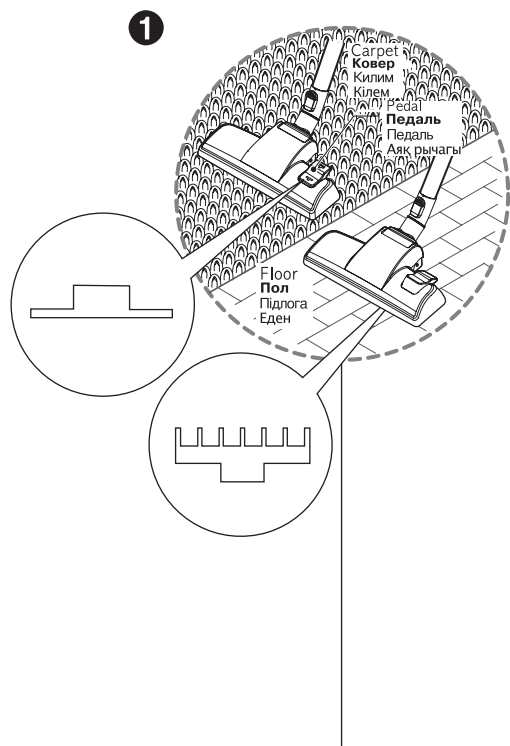 1
Carpet
Ковер
Килим
Кілем
Pedal
Педаль
Педаль
Аяқ рычагы
Floor
Пол
Підлога
Еден